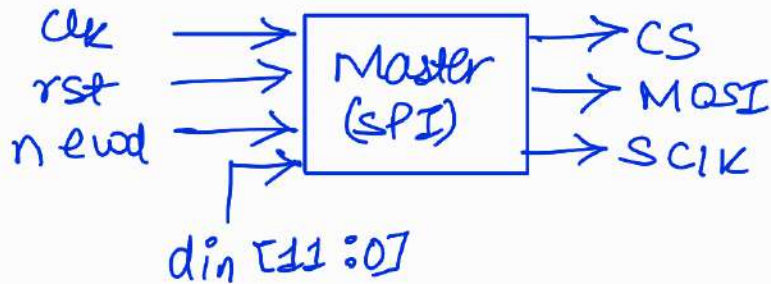 clk
rst
newd
din [11:0]
Master
(SPI)
CS
MOSI
SCLK